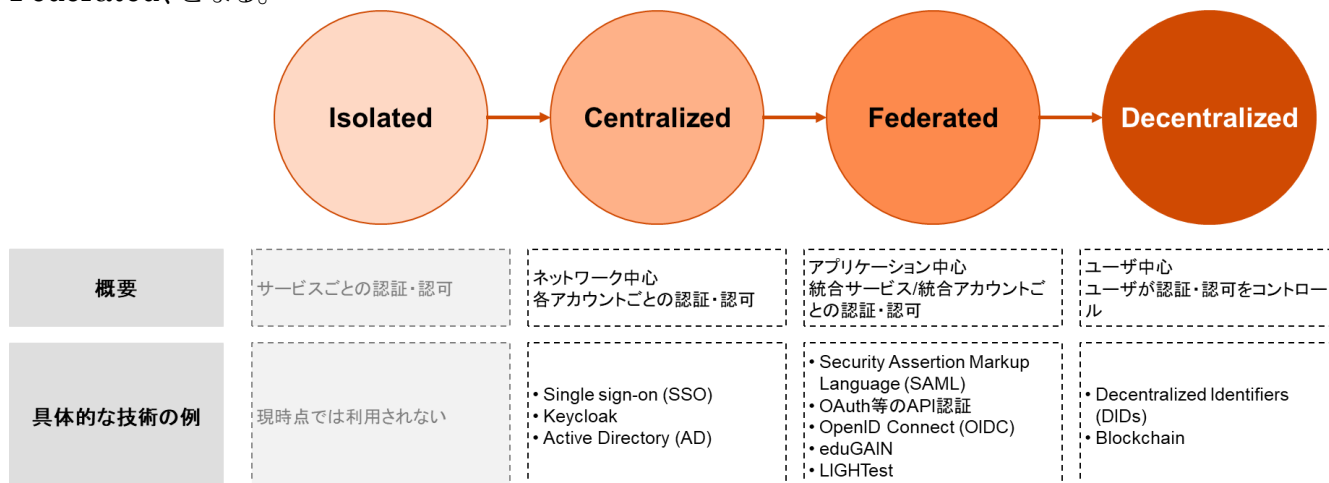 Isolated
Centralized
Federated
Decentralized
概要
サービスごとの認証・認可
ネットワーク中心
各アカウントごとの認証・認可
アプリケーション中心
統合サービス/統合アカウントご
との認証・認可
ユーザ中心
ユーザが認証・認可をコントロー
ル
具体的な技術の例
現時点では利用されない
• Single sign-on (SSO)
• Keycloak
• Active Directory (AD)
• Security Assertion Markup
Language (SAML)
• OAuth等のAPI認証
• OpenID Connect (OIDC)
• eduGAIN
• LIGHTest
• Decentralized Identifiers
(DIDs)
• Blockchain